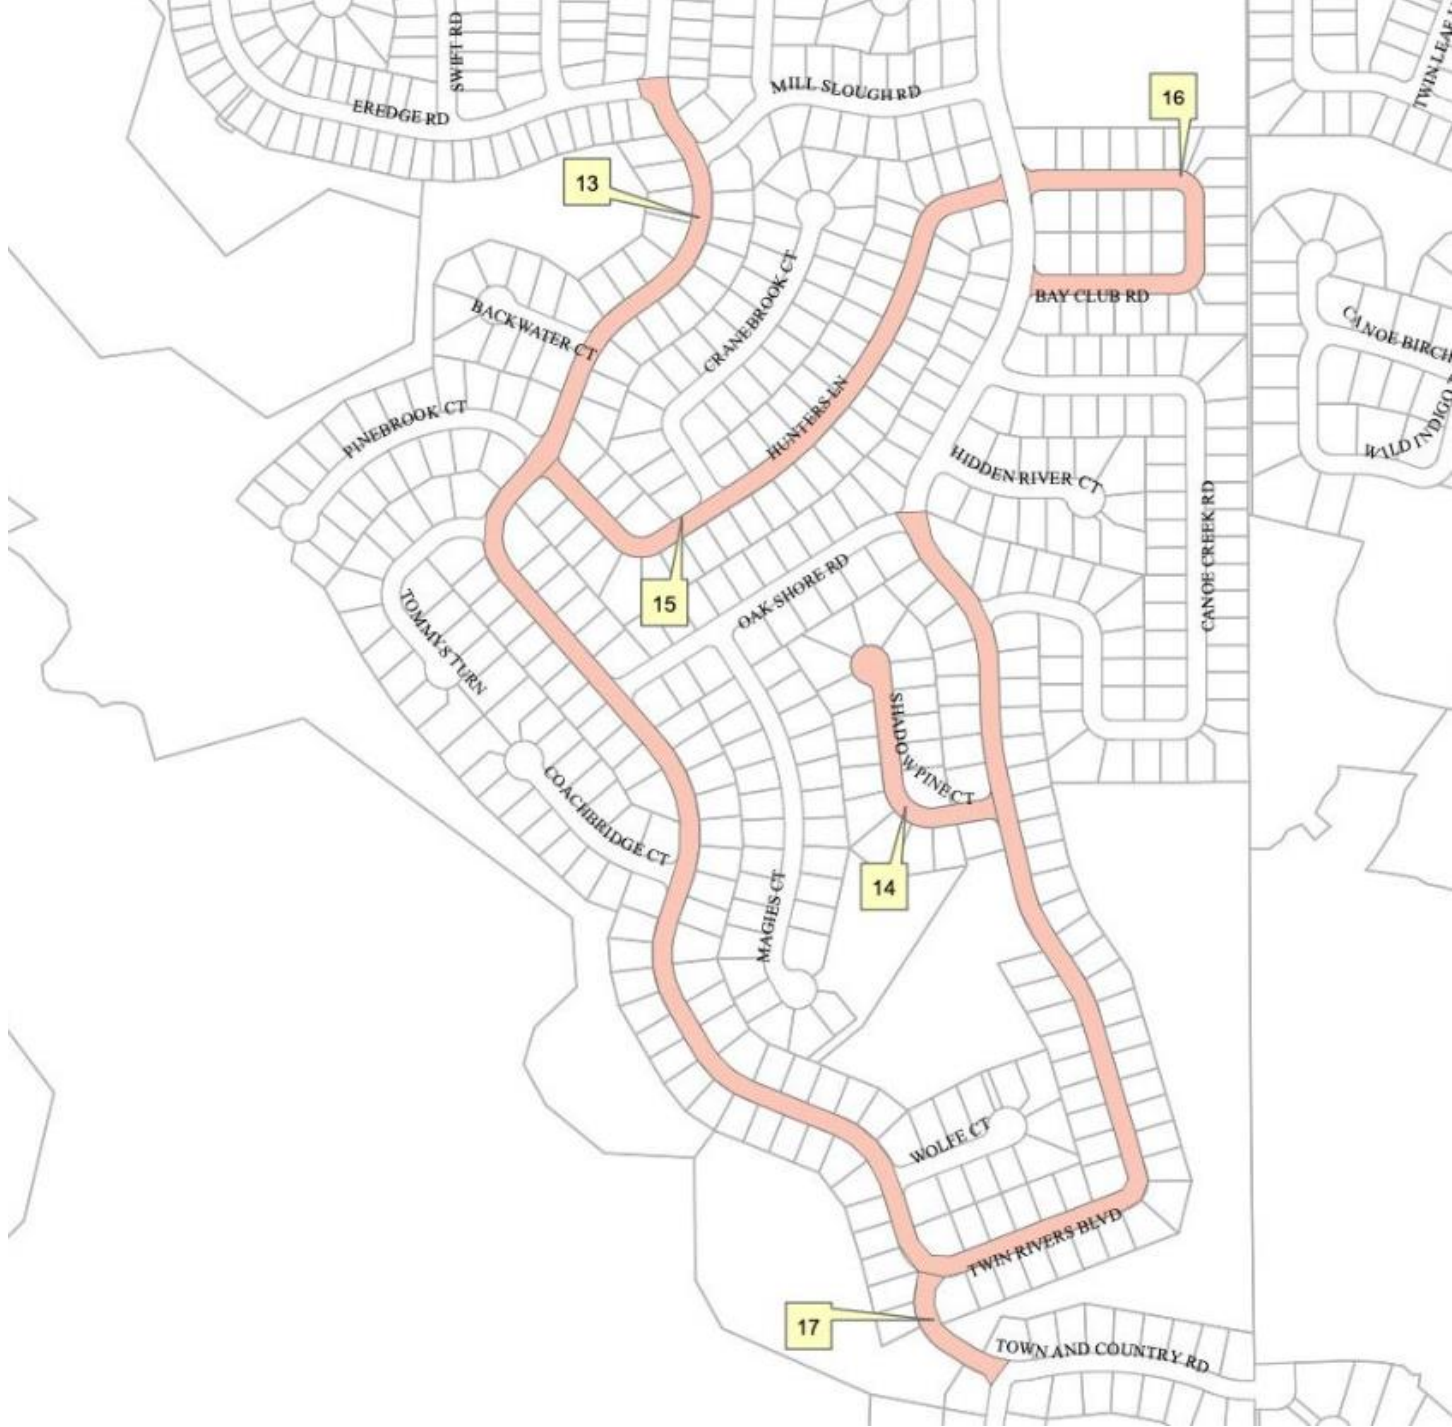 SWIFT RD
TWIN LEAF
EREDGE RD
MILL SLOUGH RD
16
13
BACKWATER CT
CRANEBROOK CT
BAY CLUB RD
CANOE BIRCH
PINEBROOK CT
HUNTERS LN
WILD INDIGO
HIDDEN RIVER CT
CANOE CREEK RD
15
OAK SHORE RD
TOMMYS TURN
SHADOW PINE CT
COACHBRIDGE CT
14
MAGIES CT
WOLFE CT
TWIN RIVERS BLVD
17
TOWN AND COUNTRY RD